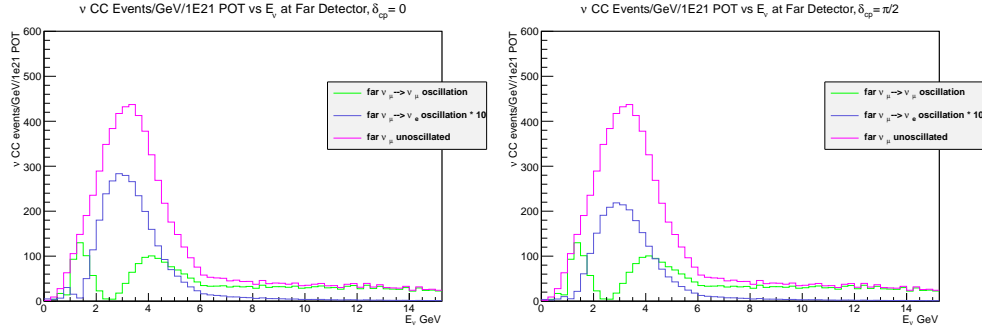 ν CC Events/GeV/1E21 POT vs E_ν at Far Detector, δ_cp = 0
ν CC events/GeV/1e21 POT
600
500
400
300
200
100
0
far ν_μ --> ν_μ oscillation
far ν_μ --> ν_e oscillation * 10
far ν_μ unoscillated
0 2 4 6 8 10 12 14
E_ν GeV
ν CC Events/GeV/1E21 POT vs E_ν at Far Detector, δ_cp = π/2
ν CC events/GeV/1e21 POT
600
500
400
300
200
100
0
far ν_μ --> ν_μ oscillation
far ν_μ --> ν_e oscillation * 10
far ν_μ unoscillated
0 2 4 6 8 10 12 14
E_ν GeV